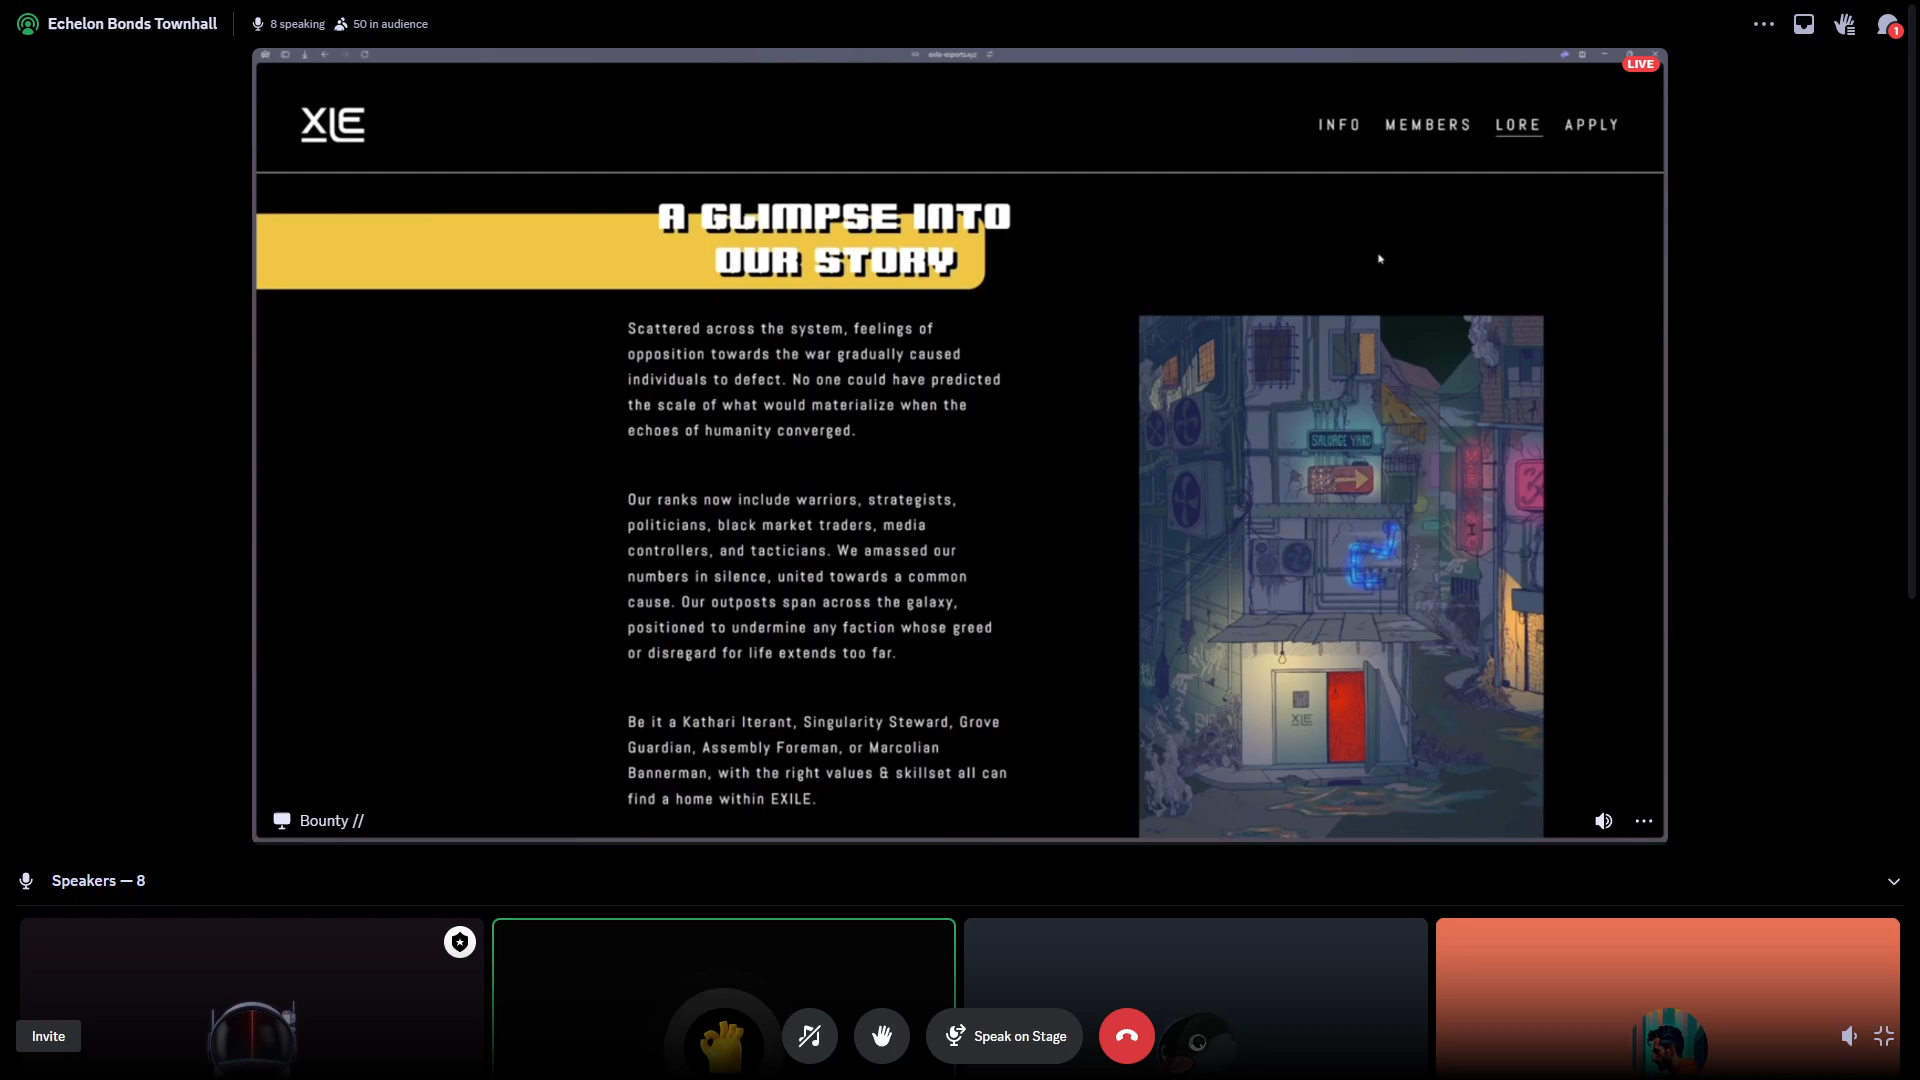 Echelon Bonds Townhall
8 speaking
50 in audience
1
exile-esports.xyz
LIVE
XLE
INFO MEMBERS LORE APPLY
A GLIMPSE INTO
OUR STORY
Scattered across the system, feelings of
opposition towards the war gradually caused
individuals to defect. No one could have predicted
the scale of what would materialize when the
echoes of humanity converged.
Our ranks now include warriors, strategists,
politicians, black market traders, media
controllers, and tacticians. We amassed our
numbers in silence, united towards a common
cause. Our outposts span across the galaxy,
positioned to undermine any faction whose greed
or disregard for life extends too far.
Be it a Kathari Iterant, Singularity Steward, Grove
Guardian, Assembly Foreman, or Marcolian
Bannerman, with the right values & skillset all can
find a home within EXILE.
SALVAGE YARD
XLE
Bounty //
Speakers — 8
Invite
Speak on Stage